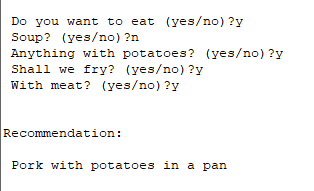 Do you want to eat (yes/no)?y
Soup? (yes/no)?n
Anything with potatoes? (yes/no)?y
Shall we fry? (yes/no)?y
With meat? (yes/no)?y
Recommendation:
Pork with potatoes in a pan